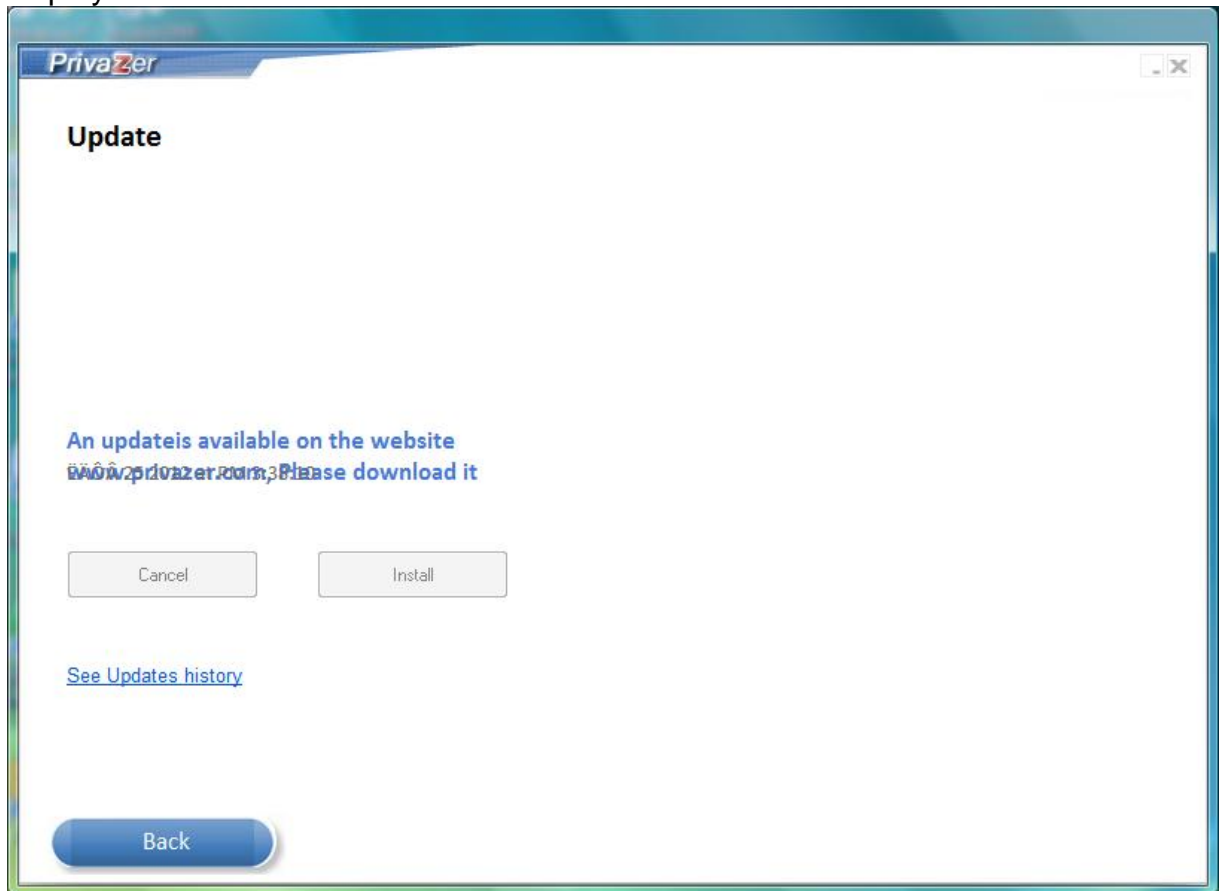 PrivaZer
Update
An updateis available on the website
www.privazer.com, Please download it
Cancel
Install
See Updates history
Back